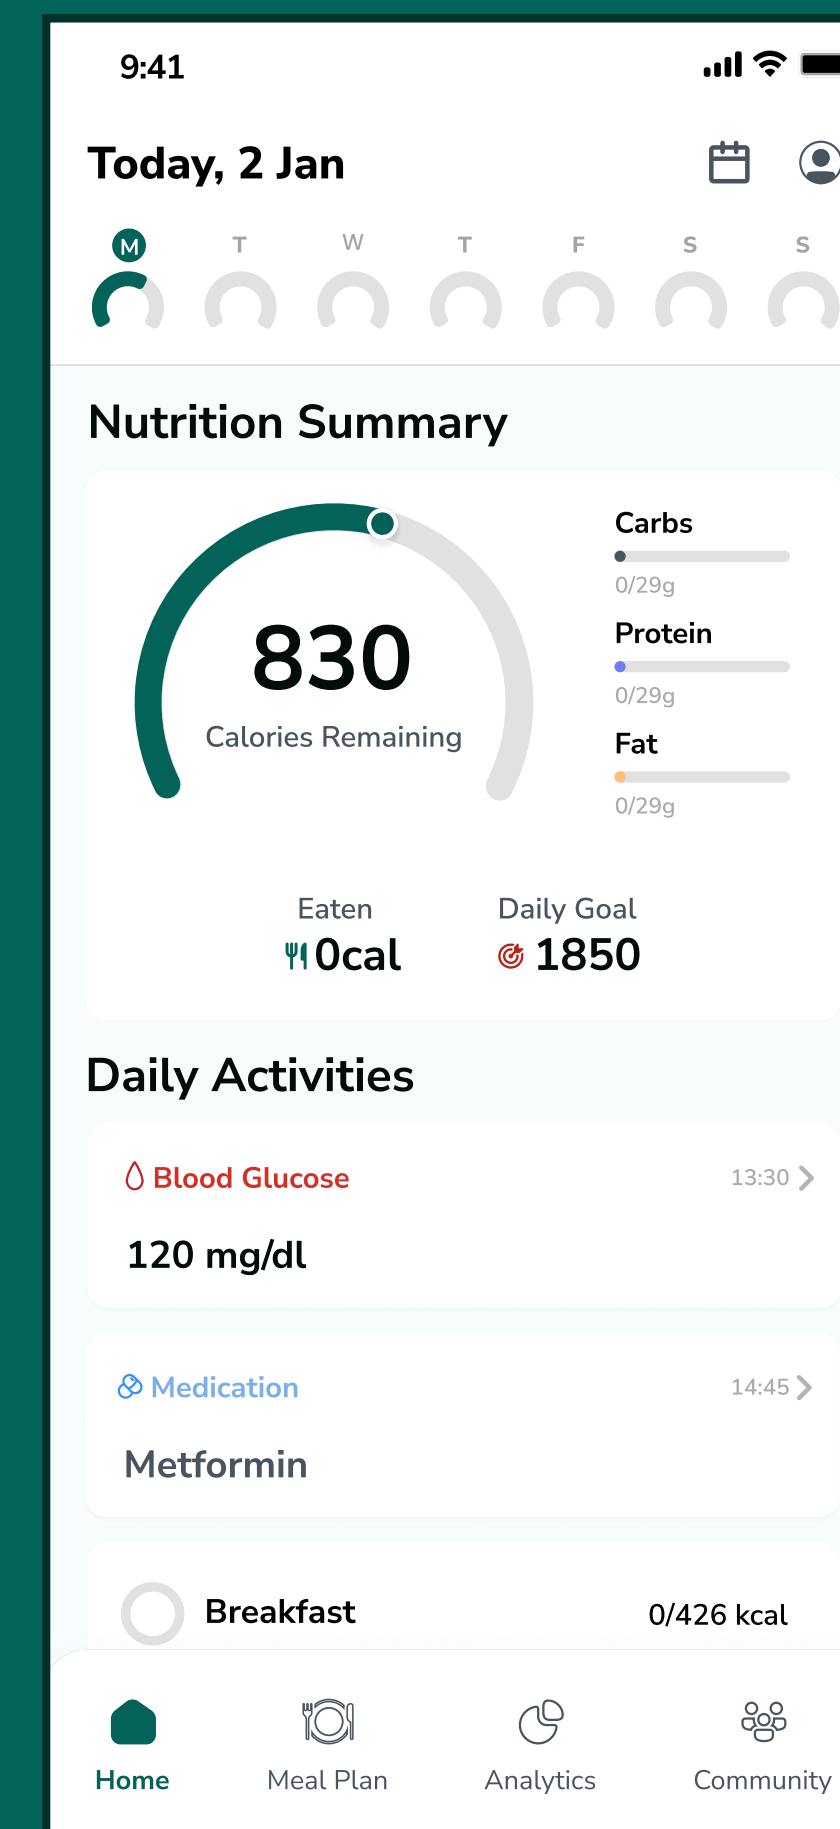 9:41
Today, 2 Jan
M T W T F S S
Nutrition Summary
830
Calories Remaining
Carbs
0/29g
Protein
0/29g
Fat
0/29g
Eaten
0cal
Daily Goal
1850
Daily Activities
Blood Glucose 13:30
120 mg/dl
Medication 14:45
Metformin
Breakfast 0/426 kcal
Home Meal Plan Analytics Community